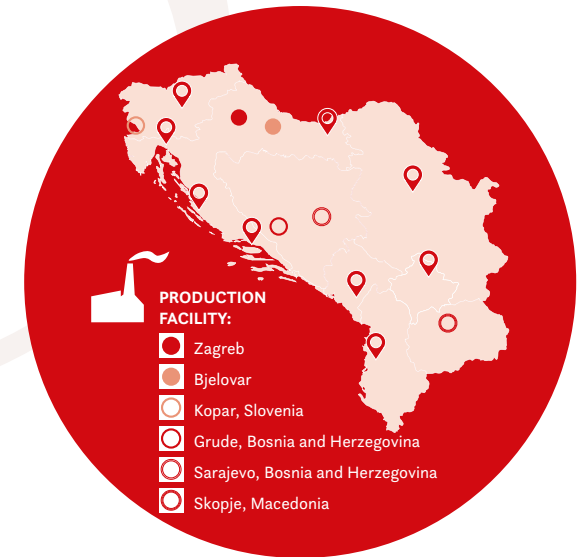 PRODUCTION
FACILITY:
Zagreb
Bjelovar
Kopar, Slovenia
Grude, Bosnia and Herzegovina
Sarajevo, Bosnia and Herzegovina
Skopje, Macedonia